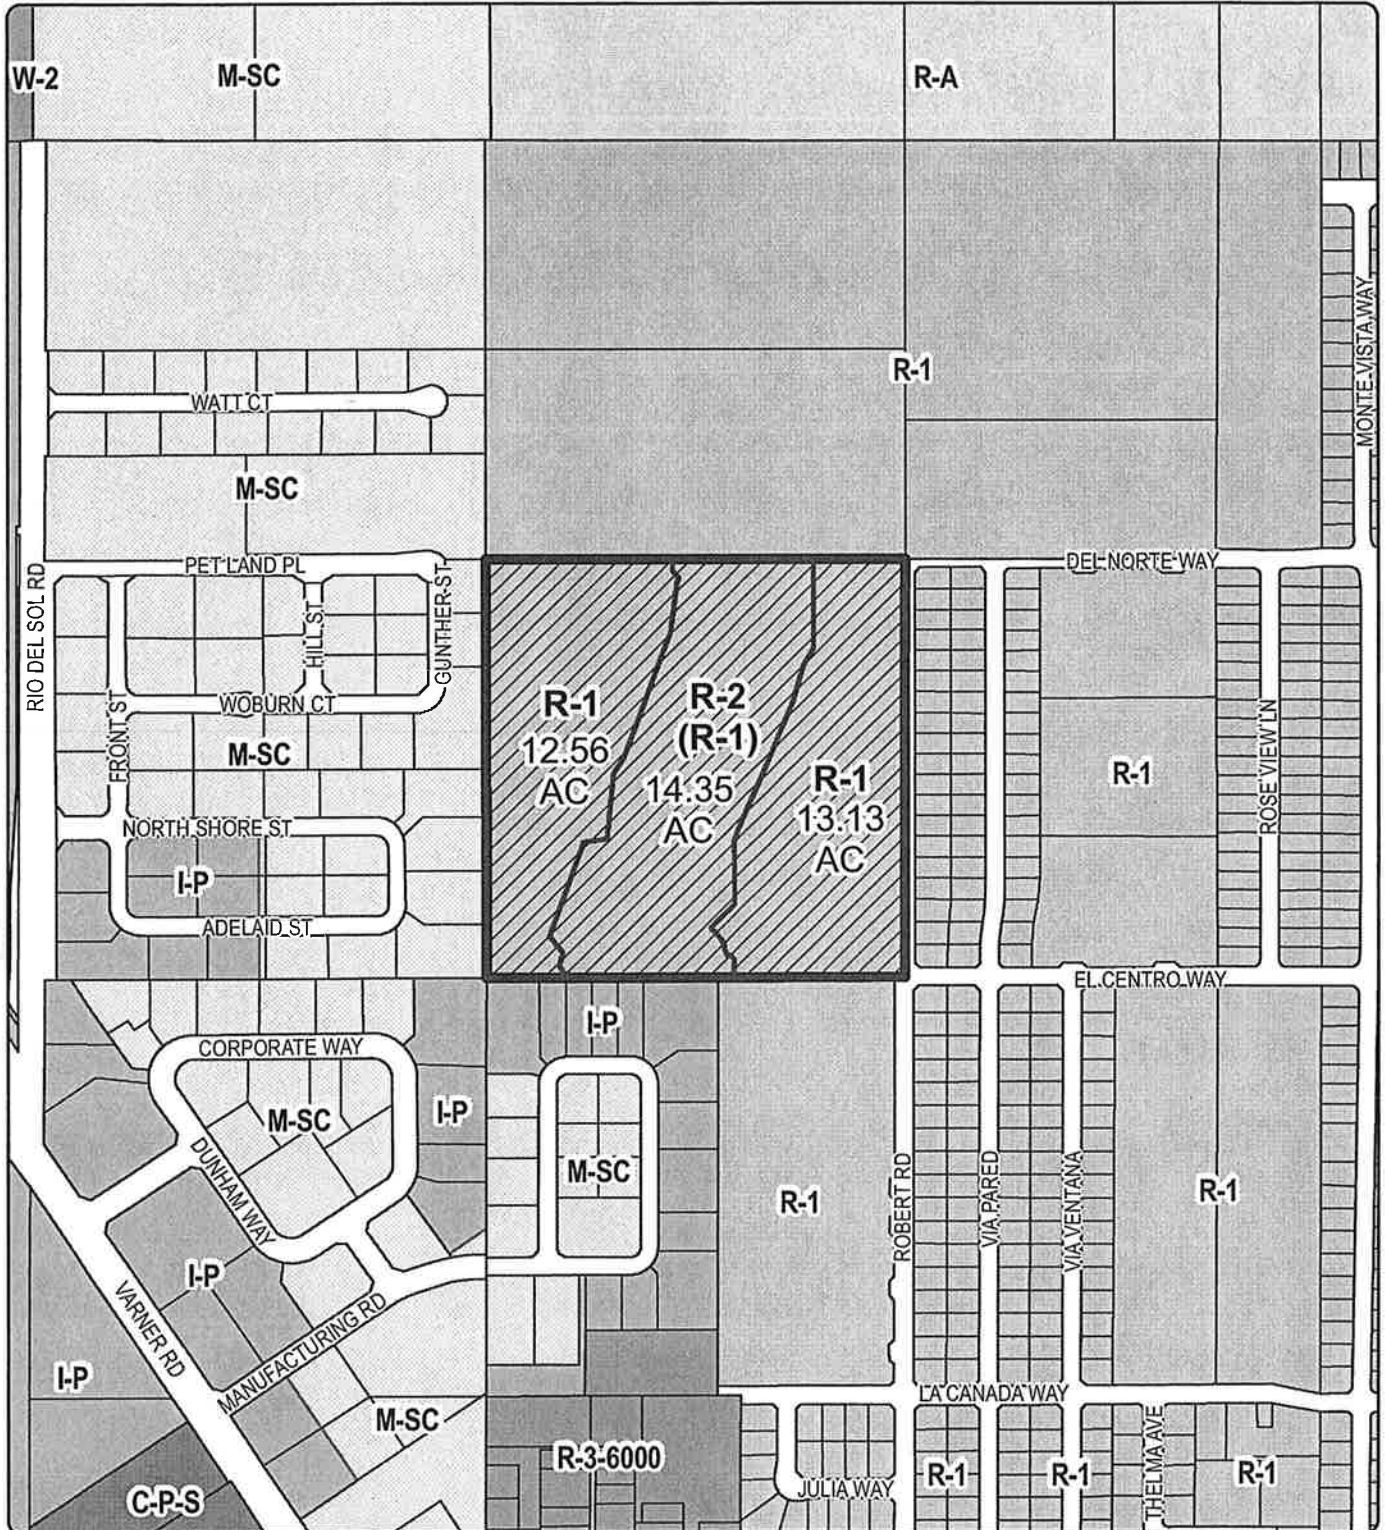 W-2
M-SC
R-A
R-1
MONTE VISTA WAY
WATT CT
M-SC
PET LAND PL
DEL NORTE WAY
RIO DEL SOL RD
HILL ST
GUNTHER ST
FRONT ST
WOBURN CT
M-SC
R-1
12.56
AC
R-2
(R-1)
14.35
AC
R-1
13.13
AC
R-1
ROSE VIEW LN
NORTH SHORE ST
I-P
ADELAID ST
EL CENTRO WAY
I-P
CORPORATE WAY
M-SC
I-P
DUNHAM WAY
M-SC
R-1
ROBERT RD
VIA PARED
VIA VENTANA
R-1
I-P
VARNER RD
MANUFACTURING RD
I-P
M-SC
LA CANADA WAY
R-3-6000
C-P-S
JULIA WAY
R-1
R-1
THELMA AVE
R-1